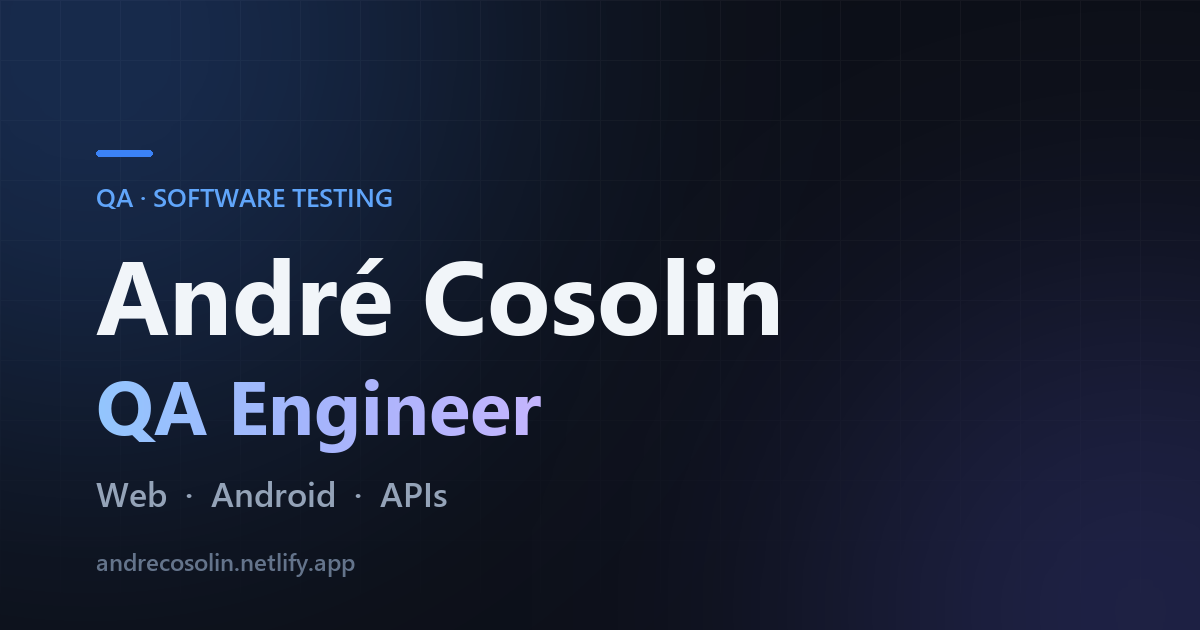 QA · SOFTWARE TESTING
André Cosolin
QA Engineer
Web · Android · APIs
andrecosolin.netlify.app